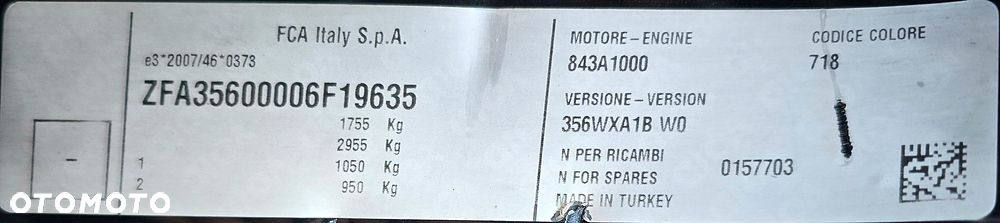 FCA Italy S.p.A.
e3*2007/46*0373
ZFA35600006F19635
1755 Kg
2955 Kg
1 1050 Kg
2 950 Kg
-
MOTORE-ENGINE
843A1000
CODICE COLORE
718
VERSIONE-VERSION
356WXA1B W0
N PER RICAMBI
N FOR SPARES
0157703
MADE IN TURKEY
OTOMOTO